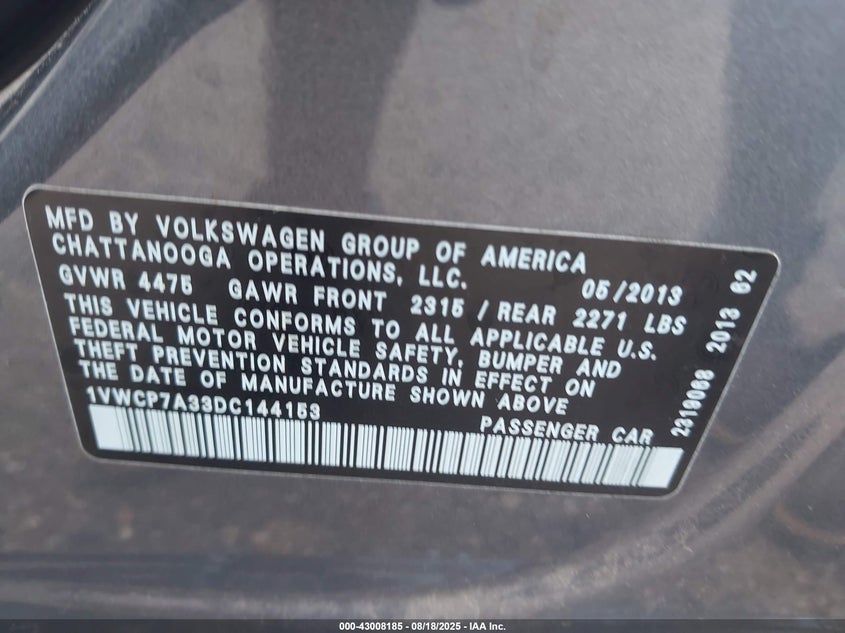 MFD BY VOLKSWAGEN GROUP OF AMERICA
CHATTANOOGA OPERATIONS, LLC.
05/2013
GVWR 4475 GAWR FRONT 2315 / REAR 2271 LBS
THIS VEHICLE CONFORMS TO ALL APPLICABLE U.S.
FEDERAL MOTOR VEHICLE SAFETY, BUMPER AND
THEFT PREVENTION STANDARDS IN EFFECT ON
THE DATE OF MANUFACTURE SHOWN ABOVE
1VWCP7A33DC144153
PASSENGER CAR
2319068 2013 62
000-43008185 - 08/18/2025 - IAA Inc.